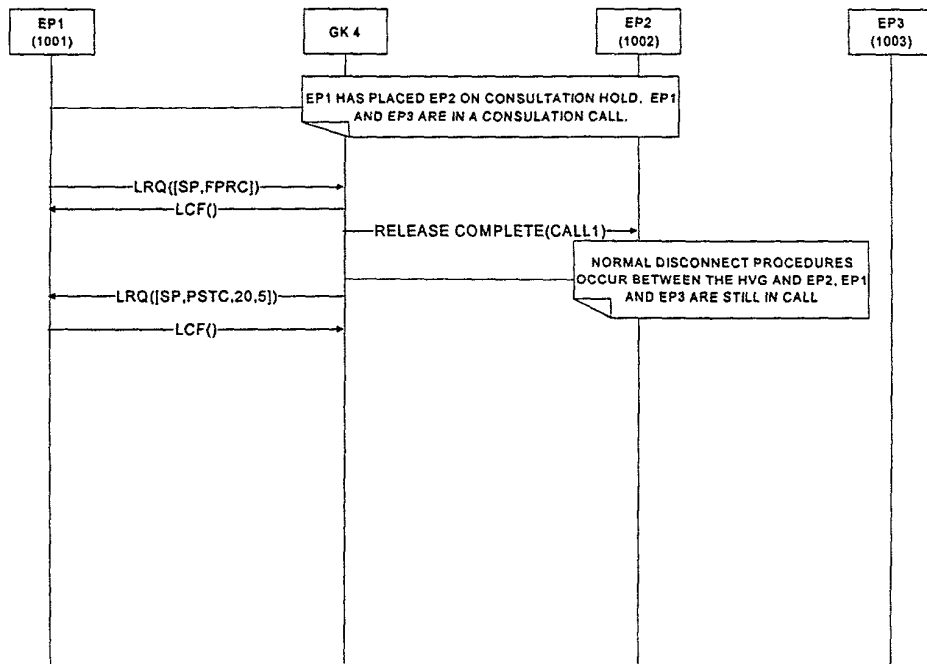 EP1
(1001)
GK 4
EP2
(1002)
EP3
(1003)
EP1 HAS PLACED EP2 ON CONSULTATION HOLD. EP1
AND EP3 ARE IN A CONSULATION CALL.
LRQ([SP,FPRC])
LCF()
RELEASE COMPLETE(CALL1)
NORMAL DISCONNECT PROCEDURES
OCCUR BETWEEN THE HVG AND EP2, EP1
AND EP3 ARE STILL IN CALL
LRQ([SP,PSTC,20,5])
LCF()